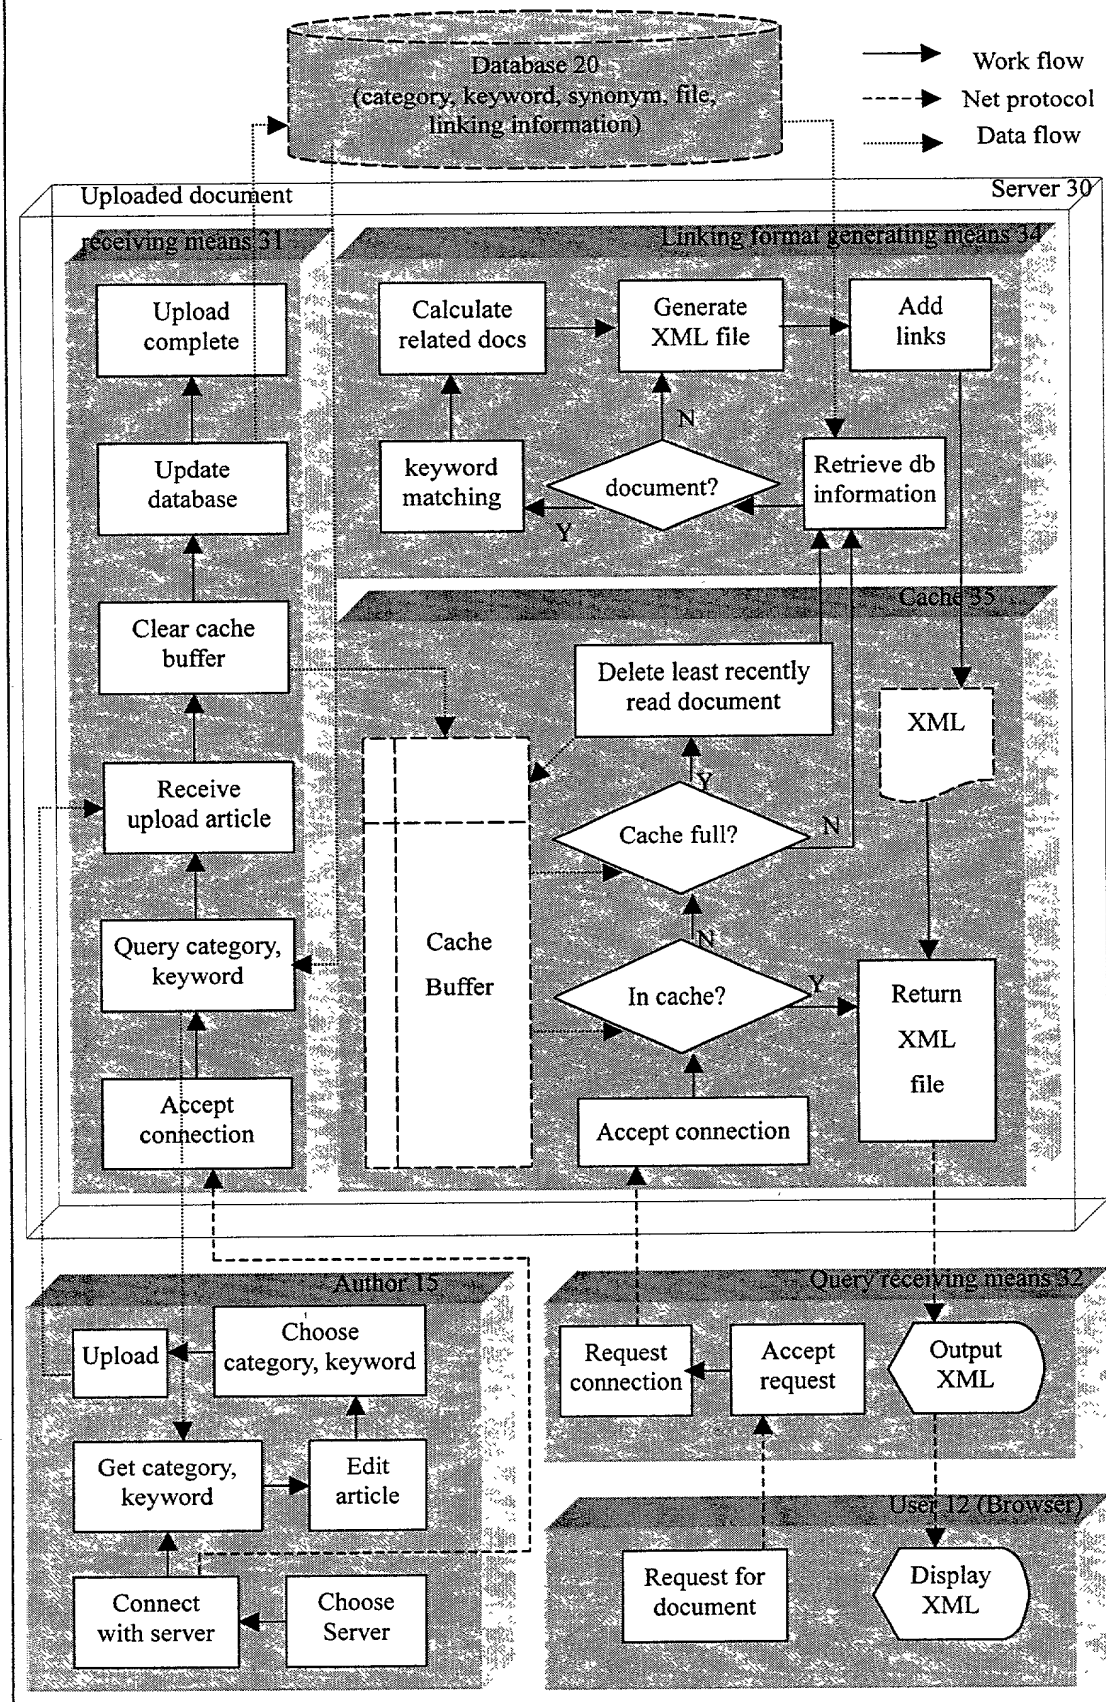 Database 20
(category, keyword, synonym, file,
linking information)
Work flow
Net protocol
Data flow
Server 30
Uploaded document
receiving means 31
Upload
complete
Update
database
Clear cache
buffer
Receive
upload article
Query category,
keyword
Accept
connection
Linking format generating means 34
Calculate
related docs
Generate
XML file
Add
links
N
keyword
matching
document?
Y
Retrieve db
information
Cache 35
Delete least recently
read document
XML
Y
Cache full?
N
Cache
Buffer
N
In cache?
Y
Return
XML
file
Accept connection
Author 15
Upload
Choose
category, keyword
Get category,
keyword
Edit
article
Connect
with server
Choose
Server
Query receiving means 32
Request
connection
Accept
request
Output
XML
User 12 (Browser)
Request for
document
Display
XML